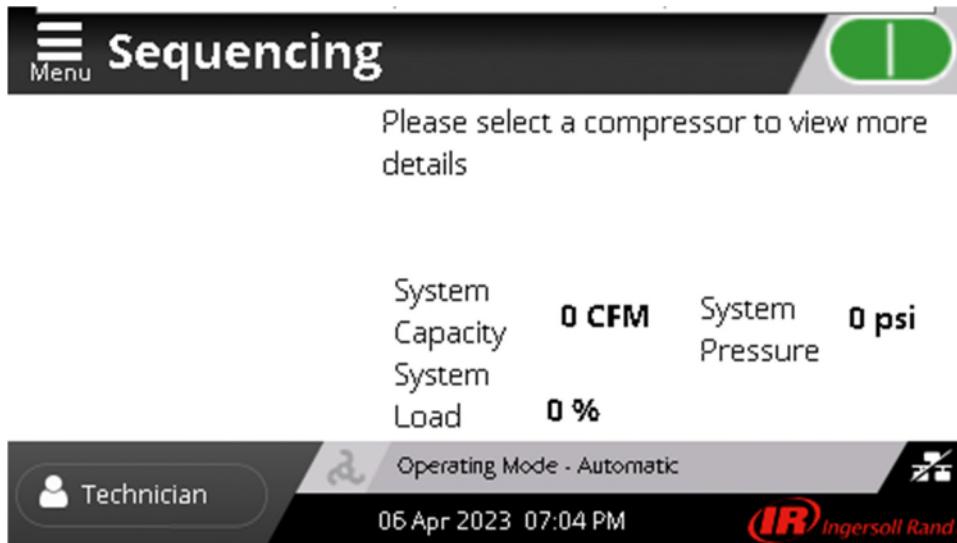 Sequencing
Menu
Please select a compressor to view more
details
System
Capacity
0 CFM
System
Pressure
0 psi
System
Load
0 %
Technician
Operating Mode - Automatic
06 Apr 2023 07:04 PM
IR Ingersoll Rand